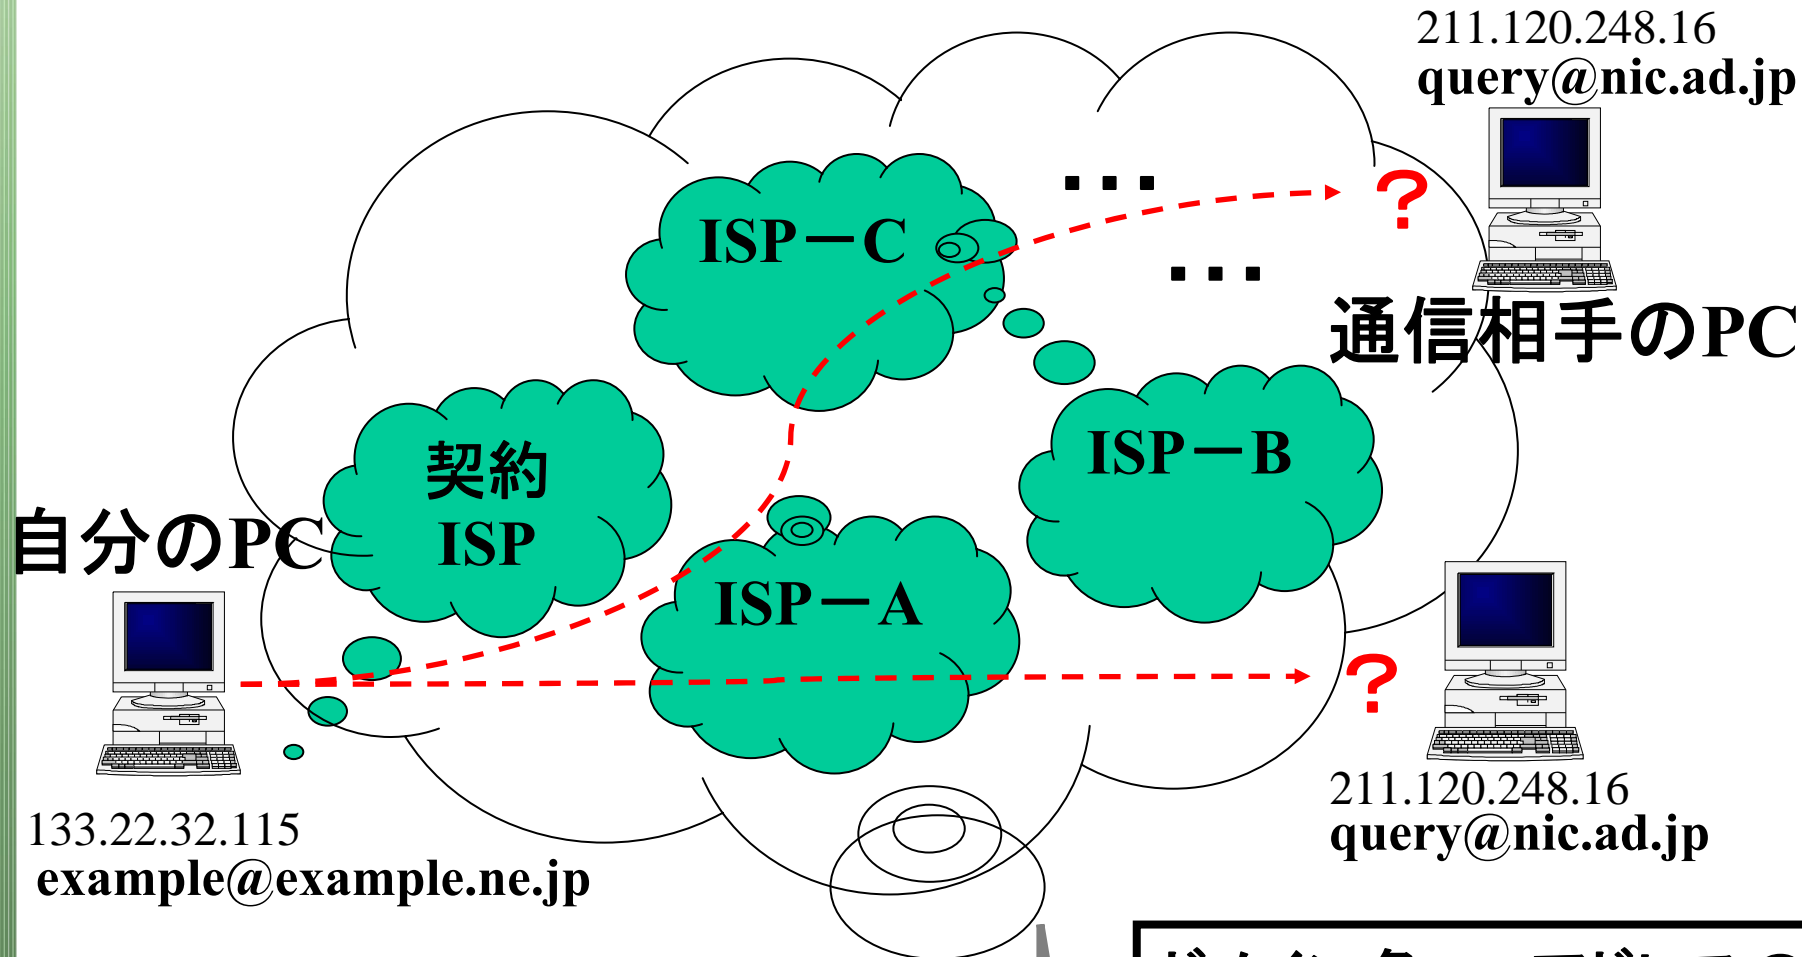 211.120.248.16
query@nic.ad.jp
…
?
ISP－C
…
通信相手のPC
契約
ISP
ISP－B
自分のPC
ISP－A
?
211.120.248.16
query@nic.ad.jp
133.22.32.115
example@example.ne.jp